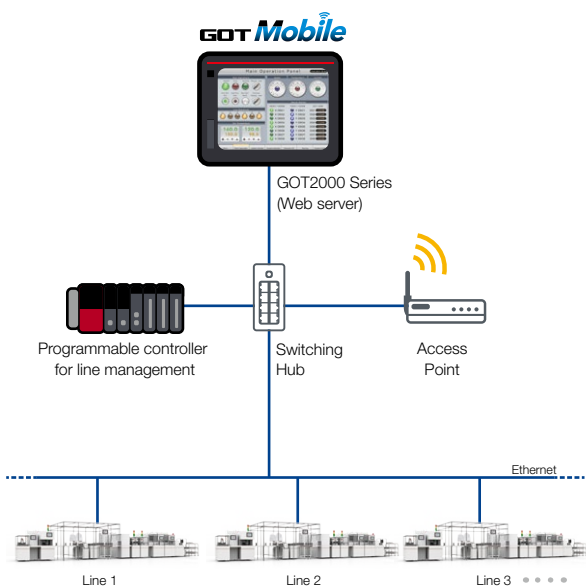 GOT Mobile
Main Operation Panel
GOT2000 Series
(Web server)
Programmable controller
for line management
Switching
Hub
Access
Point
Ethernet
Line 1
Line 2
Line 3